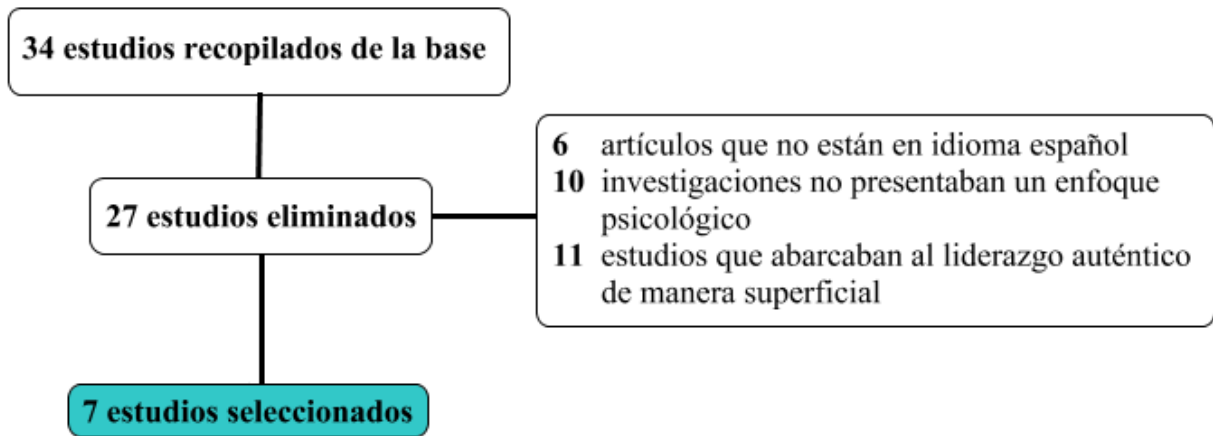 34 estudios recopilados de la base
27 estudios eliminados
6 artículos que no están en idioma español
10 investigaciones no presentaban un enfoque
psicológico
11 estudios que abarcaban al liderazgo auténtico
de manera superficial
7 estudios seleccionados